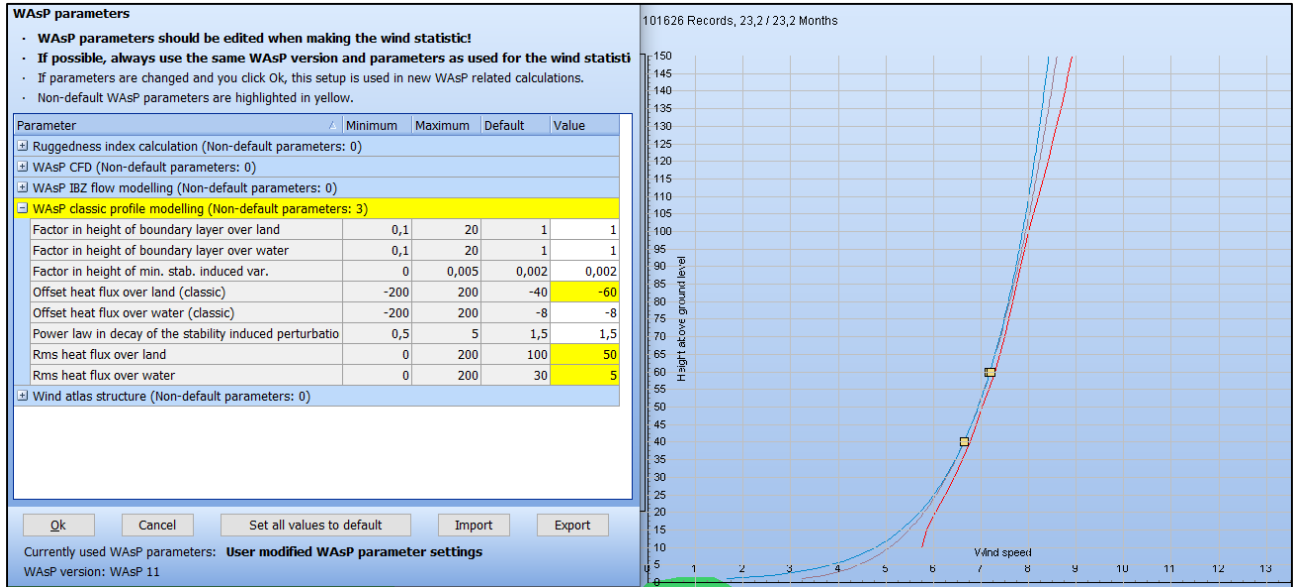 WAsP parameters
· WAsP parameters should be edited when making the wind statistic!
· If possible, always use the same WAsP version and parameters as used for the wind statisti
· If parameters are changed and you click Ok, this setup is used in new WAsP related calculations.
· Non-default WAsP parameters are highlighted in yellow.
Parameter Minimum Maximum Default Value
Ruggedness index calculation (Non-default parameters: 0)
WAsP CFD (Non-default parameters: 0)
WAsP IBZ flow modelling (Non-default parameters: 0)
WAsP classic profile modelling (Non-default parameters: 3)
Factor in height of boundary layer over land 0,1 20 1 1
Factor in height of boundary layer over water 0,1 20 1 1
Factor in height of min. stab. induced var. 0 0,005 0,002 0,002
Offset heat flux over land (classic) -200 200 -40 -60
Offset heat flux over water (classic) -200 200 -8 -8
Power law in decay of the stability induced perturbatio 0,5 5 1,5 1,5
Rms heat flux over land 0 200 100 50
Rms heat flux over water 0 200 30 5
Wind atlas structure (Non-default parameters: 0)
Ok Cancel Set all values to default Import Export
Currently used WAsP parameters: User modified WAsP parameter settings
WAsP version: WAsP 11
101626 Records, 23,2 / 23,2 Months
150
145
140
135
130
125
120
115
110
105
100
95
90
85
80
75
70
65
60
55
50
45
40
35
30
25
20
15
10
5
0
Height above ground level
Wind speed
0 1 2 3 4 5 6 7 8 9 10 11 12 13